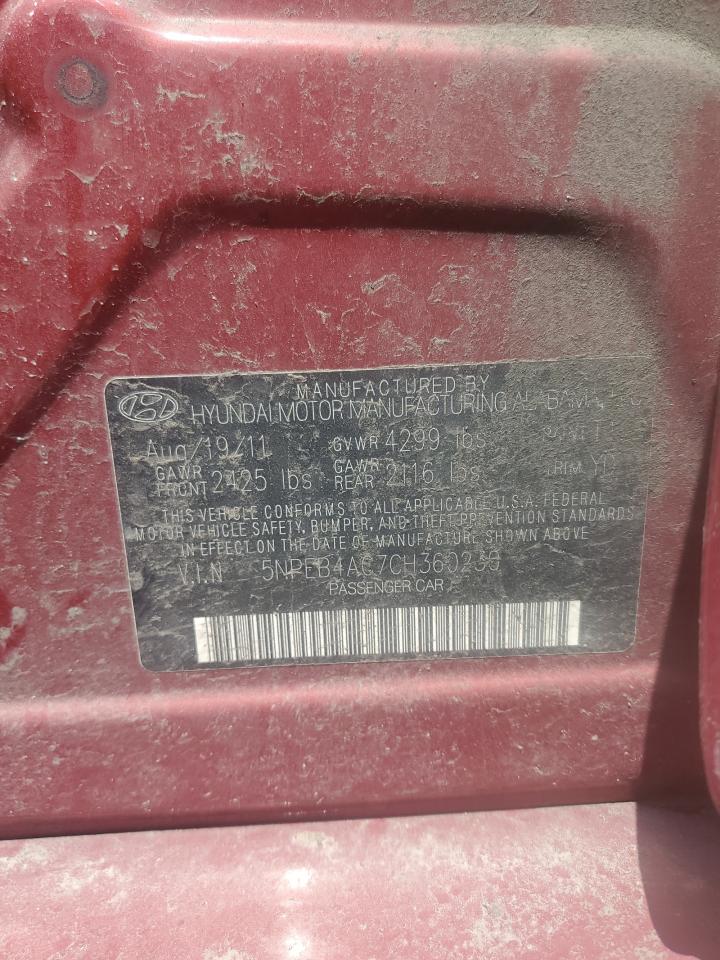 MANUFACTURED BY
HYUNDAI MOTOR MANUFACTURING ALABAMA
Aug/19/11 GVWR 4299 lbs
GAWR FRONT 2425 lbs GAWR REAR 2116 lbs TRIM
THIS VEHICLE CONFORMS TO ALL APPLICABLE U.S.A. FEDERAL
MOTOR VEHICLE SAFETY, BUMPER, AND THEFT PREVENTION STANDARDS
IN EFFECT ON THE DATE OF MANUFACTURE SHOWN ABOVE
V.I.N
PASSENGER CAR